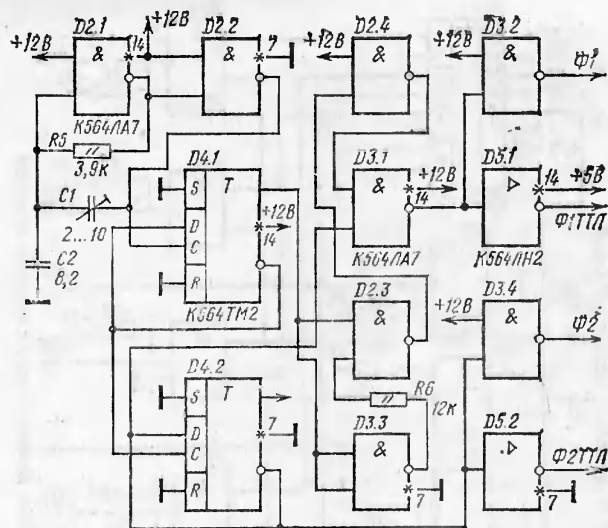 D2.1
+12В
D2.2
D2.4
D3.2
+12В
14
7
+12В
+12В
&
&
&
&
Ф1
К564ЛА7
R5
3,9к
D4.1
D3.1
D5.1
S
T
&
+12В
14
+5В
C1
+12В
14
Ф1ТТЛ
2...10
D
14
C
К564ЛА7
К564ЛН2
C2
8,2
R
D2.3
D3.4
К564ТМ2
&
+12В
&
Ф2
D4.2
S
T
R6
12к
D
7
D3.3
D5.2
C
&
Ф2ТТЛ
R
7
7